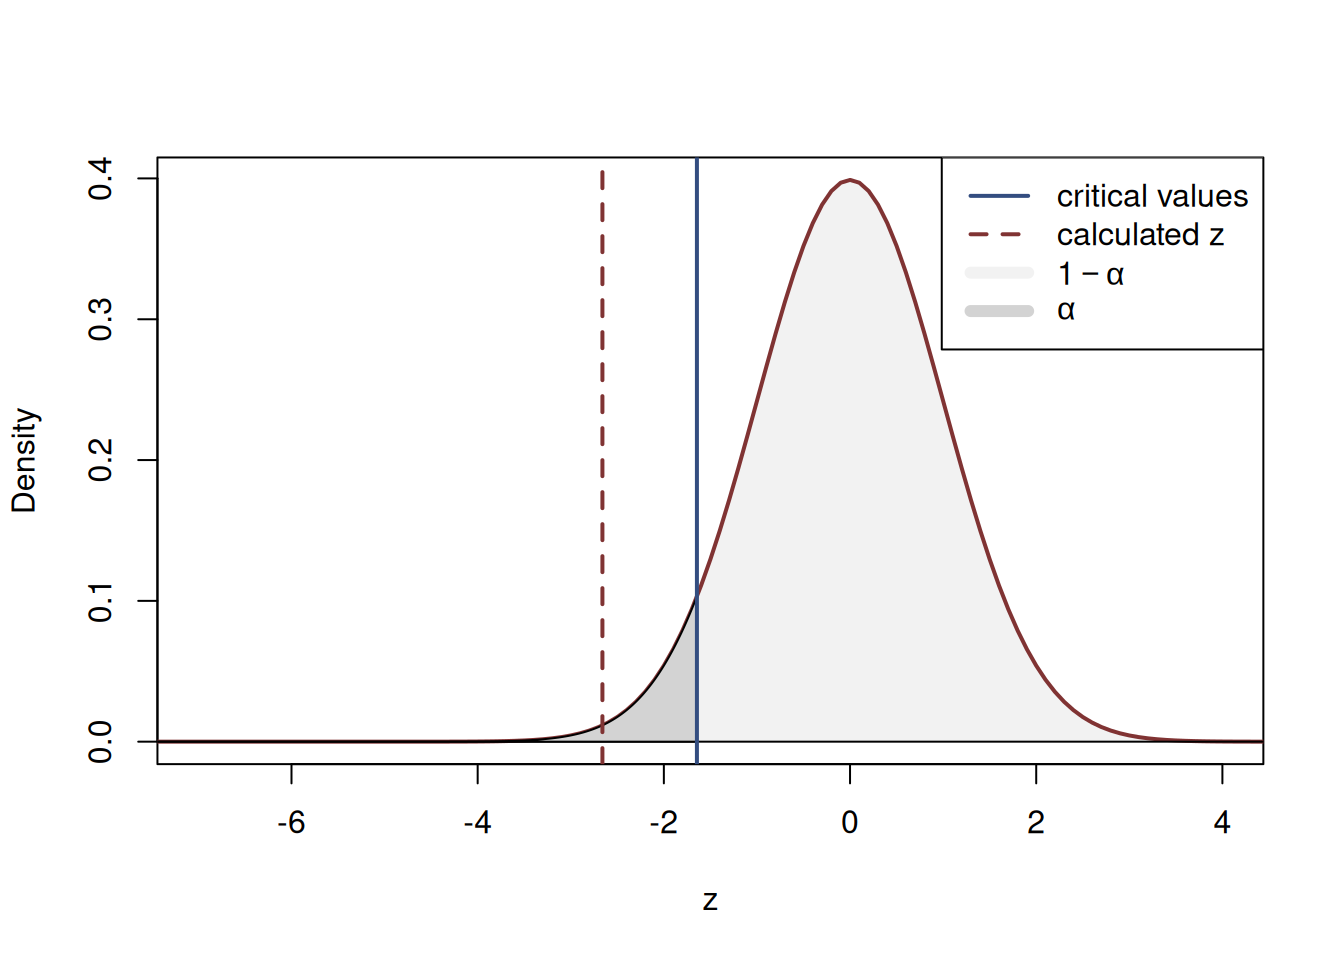 0.4
0.3
0.2
0.1
0.0
Density
-6 -4 -2 0 2 4
z
critical values
calculated z
1 − α
α